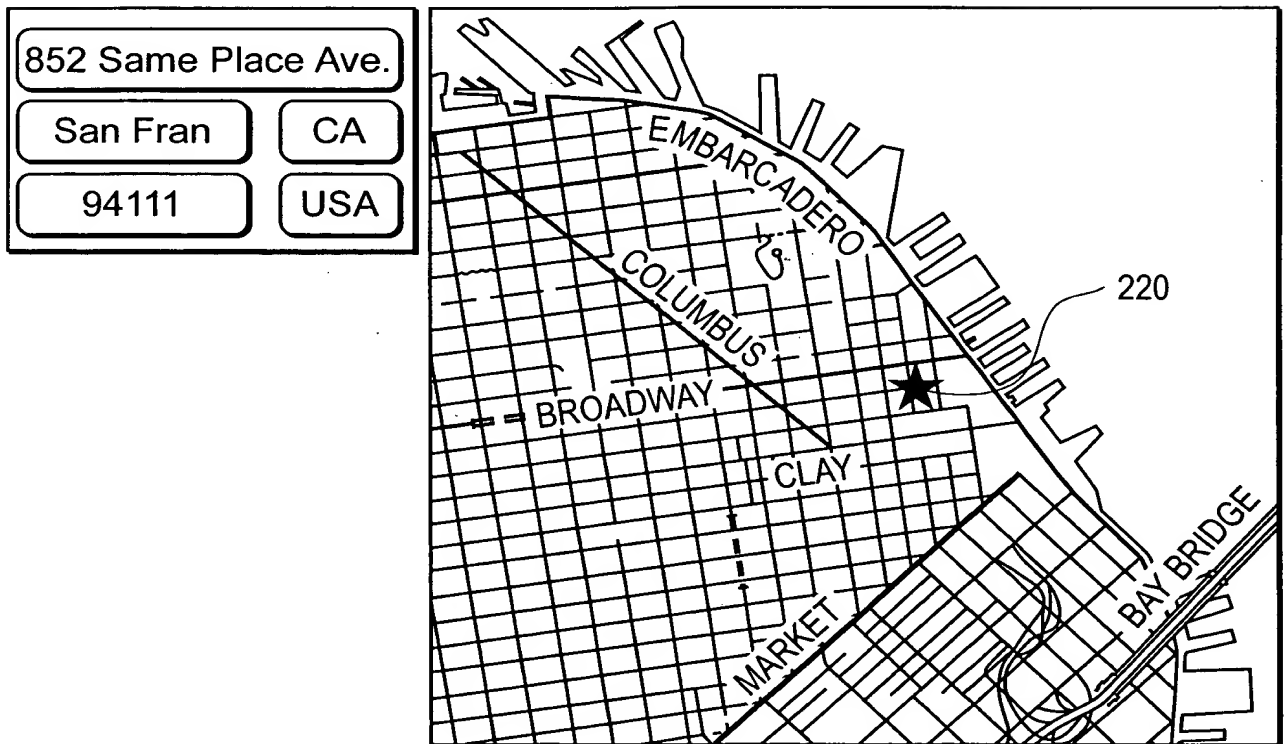 852 Same Place Ave.
San Fran CA
94111 USA
EMBARCADERO
COLUMBUS
220
BROADWAY
CLAY
BAY BRIDGE
MARKET